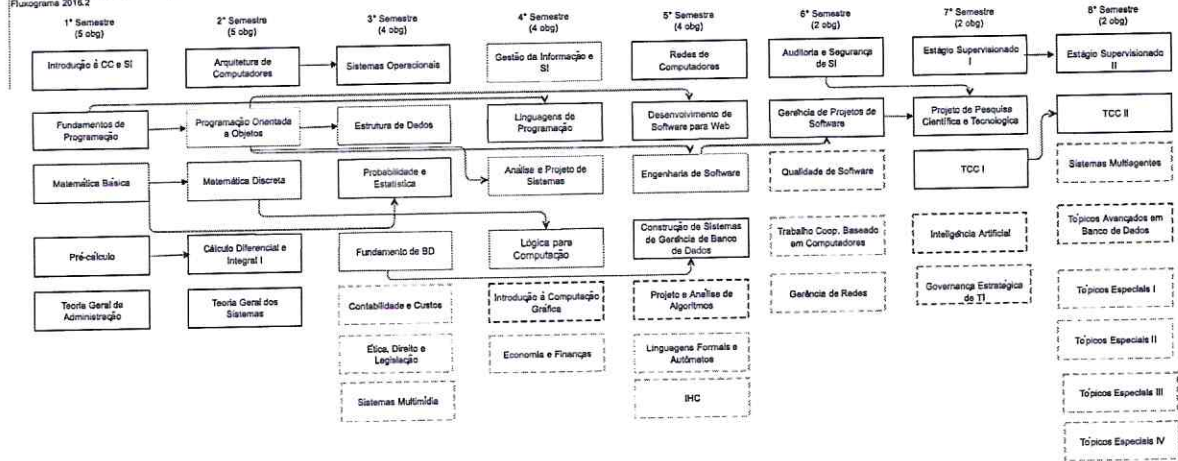 Fluxograma 2016.2
1° Semestre
(5 obg)
2° Semestre
(5 obg)
3° Semestre
(4 obg)
4° Semestre
(4 obg)
5° Semestre
(4 obg)
6° Semestre
(2 obg)
7° Semestre
(2 obg)
8° Semestre
(2 obg)
Introdução à CC e SI
Arquitetura de
Computadores
Sistemas Operacionais
Gestão da Informação e
SI
Redes de
Computadores
Auditoria e Segurança
de SI
Estágio Supervisionado
I
Estágio Supervisionado
II
Fundamentos de
Programação
Programação Orientada
a Objetos
Estrutura de Dados
Linguagens de
Programação
Desenvolvimento de
Software para Web
Gerência de Projetos de
Software
Projeto de Pesquisa
Científica e Tecnologica
TCC II
Matemática Básica
Matemática Discreta
Probabilidade e
Estatística
Análise e Projeto de
Sistemas
Engenharia de Software
Qualidade de Software
TCC I
Sistemas Multiagentes
Pré-cálculo
Cálculo Diferencial e
Integral I
Fundamento de BD
Lógica para
Computação
Construção de Sistemas
de Gerência de Banco
de Dados
Trabalho Coop. Baseado
em Computadores
Inteligência Artificial
Tópicos Avançados em
Banco de Dados
Teoria Geral de
Administração
Teoria Geral dos
Sistemas
Contabilidade e Custos
Introdução à Computação
Gráfica
Projeto e Análise de
Algoritmos
Gerência de Redes
Governança Estratégica
de TI
Tópicos Especiais I
Ética, Direito e
Legislação
Economia e Finanças
Linguagens Formais e
Autômatos
Tópicos Especiais II
Sistemas Multimídia
IHC
Tópicos Especiais III
Tópicos Especiais IV